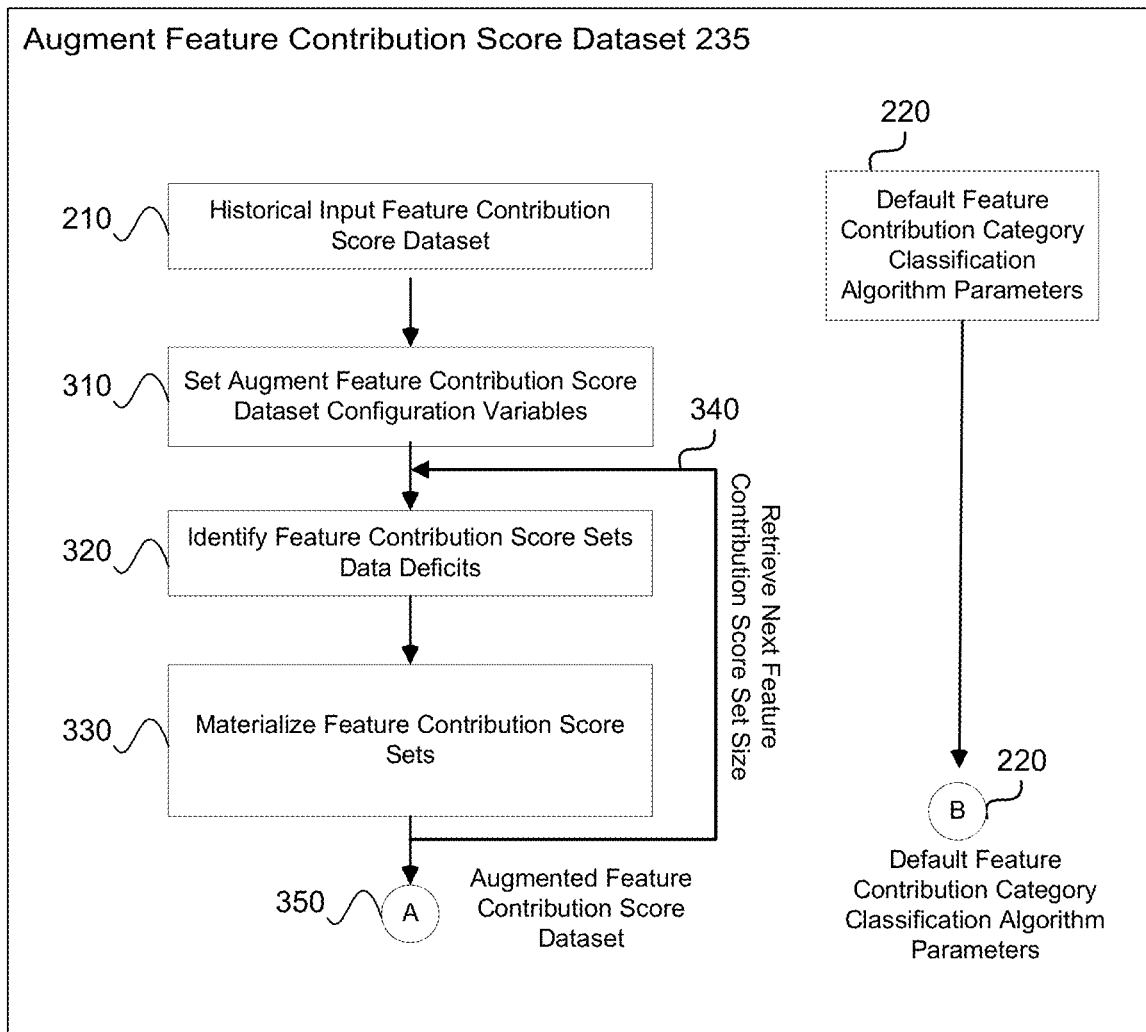 Augment Feature Contribution Score Dataset 235
220
210
Historical Input Feature Contribution
Score Dataset
Default Feature
Contribution Category
Classification
Algorithm Parameters
310
Set Augment Feature Contribution Score
Dataset Configuration Variables
340
Retrieve Next Feature
Contribution Score Set Size
320
Identify Feature Contribution Score Sets
Data Deficits
330
Materialize Feature Contribution Score
Sets
220
B
Default Feature
Contribution Category
Classification Algorithm
Parameters
350
A
Augmented Feature
Contribution Score
Dataset